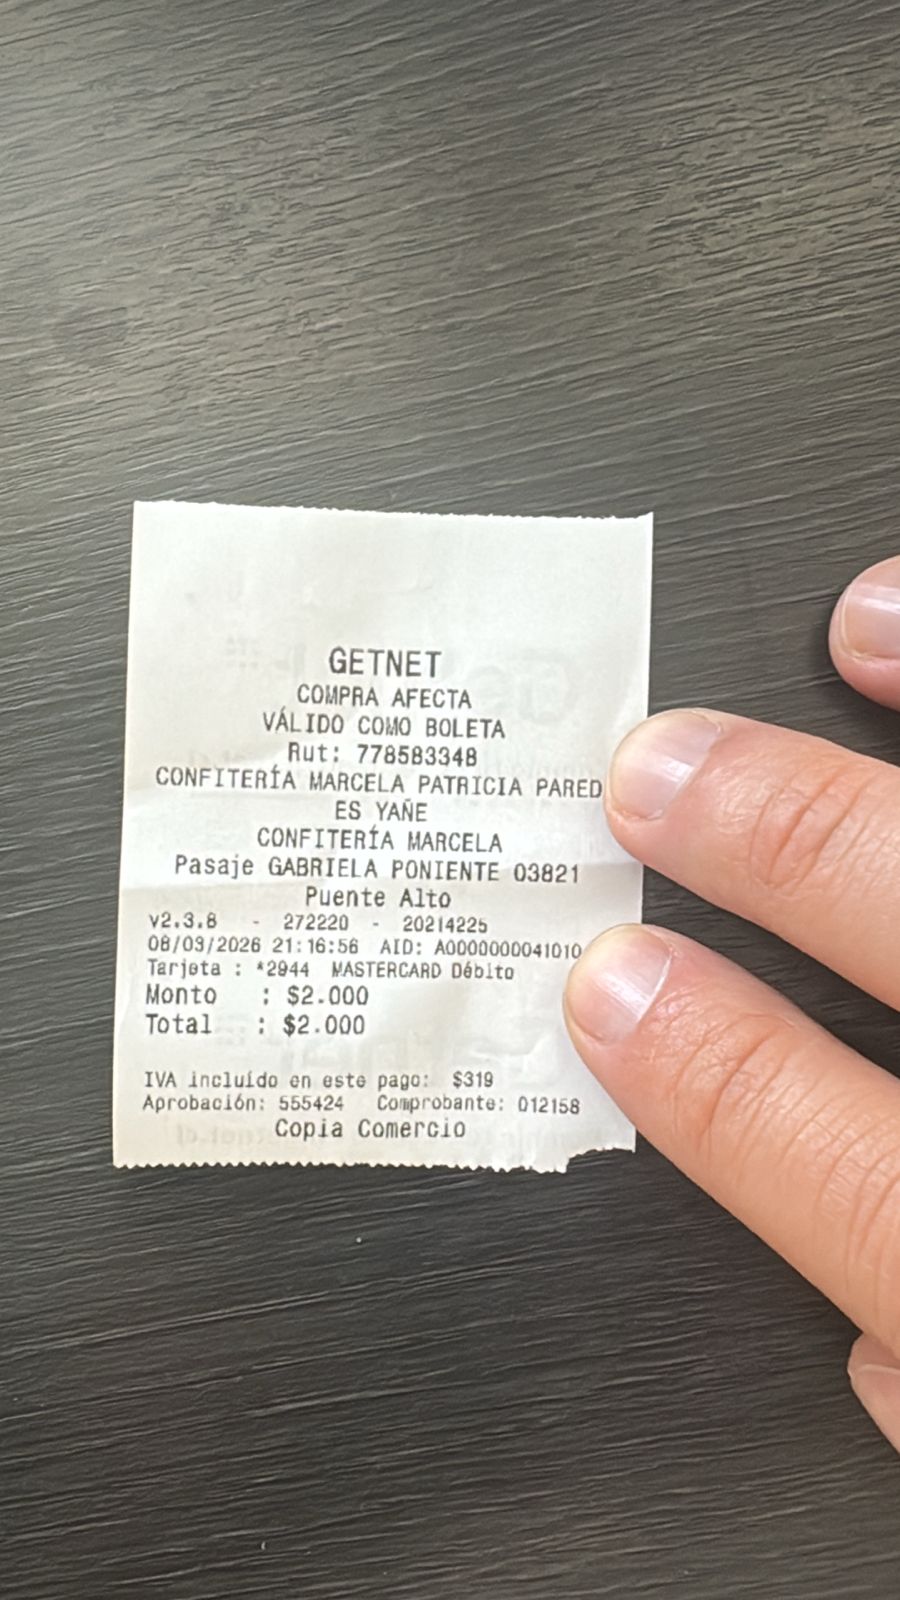 GETNET
COMPRA AFECTA
VÁLIDO COMO BOLETA
Rut: 778583348
CONFITERÍA MARCELA PATRICIA PARED
ES YAÑE
CONFITERÍA MARCELA
Pasaje GABRIELA PONIENTE 03821
Puente Alto
v2.3.8 - 272220 - 20214225
08/03/2026 21:16:56 AID: A0000000041010
Tarjeta : *2944 MASTERCARD Débito
Monto : $2.000
Total : $2.000
IVA incluído en este pago: $319
Aprobación: 555424 Comprobante: 012158
Copia Comercio